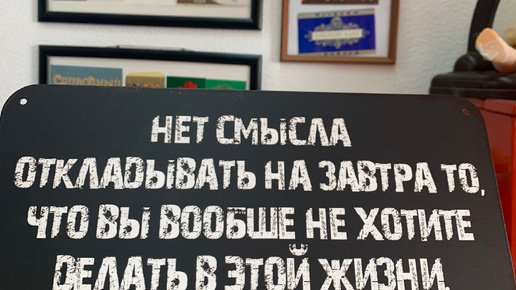 НЕТ СМЫСЛА
ОТКЛАДЫВАТЬ НА ЗАВТРА ТО,
ЧТО ВЫ ВООБШЕ НЕ ХОТИТЕ
ДЕЛАТЬ В ЭТОЙ ЖИЗНИ.